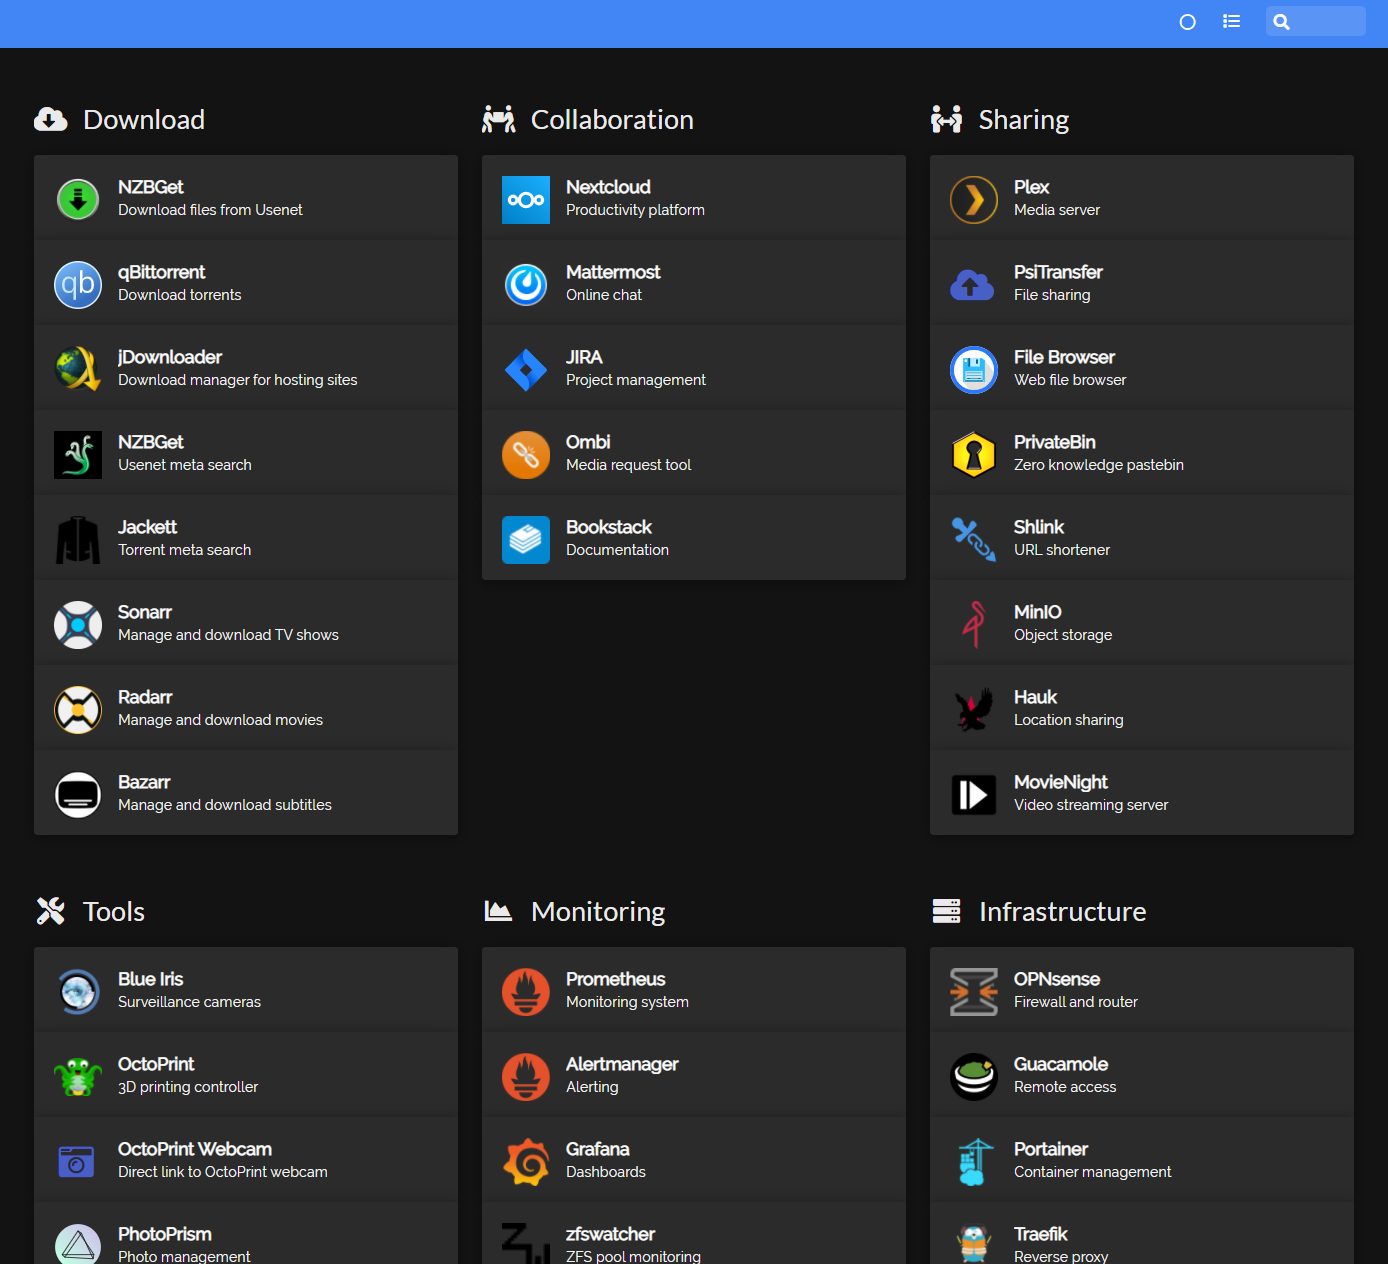 Download
NZBGet
Download files from Usenet
qb
qBittorrent
Download torrents
jDownloader
Download manager for hosting sites
NZBGet
Usenet meta search
Jackett
Torrent meta search
Sonarr
Manage and download TV shows
Radarr
Manage and download movies
Bazarr
Manage and download subtitles
Collaboration
Nextcloud
Productivity platform
Mattermost
Online chat
JIRA
Project management
Ombi
Media request tool
Bookstack
Documentation
Sharing
Plex
Media server
PsiTransfer
File sharing
File Browser
Web file browser
PrivateBin
Zero knowledge pastebin
Shlink
URL shortener
MinIO
Object storage
Hauk
Location sharing
MovieNight
Video streaming server
Tools
Blue Iris
Surveillance cameras
OctoPrint
3D printing controller
OctoPrint Webcam
Direct link to OctoPrint webcam
PhotoPrism
Photo management
Monitoring
Prometheus
Monitoring system
Alertmanager
Alerting
Grafana
Dashboards
zfswatcher
ZFS pool monitoring
Infrastructure
OPNsense
Firewall and router
Guacamole
Remote access
Portainer
Container management
Traefik
Reverse proxy